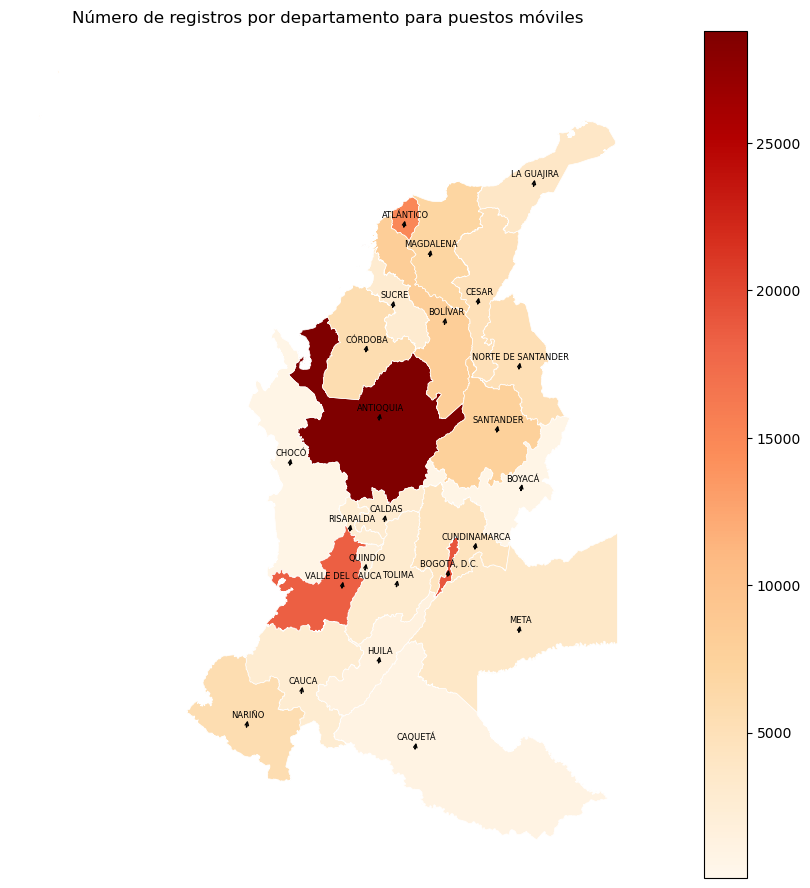 Número de registros por departamento para puestos móviles
LA GUAJIRA
ATLÁNTICO
MAGDALENA
SUCRE
CESAR
BOLÍVAR
CÓRDOBA
NORTE DE SANTANDER
ANTIOQUIA
SANTANDER
CHOCÓ
BOYACÁ
CALDAS
RISARALDA
CUNDINAMARCA
QUINDIO
BOGOTÁ, D.C.
VALLE DEL CAUCA
TOLIMA
META
HUILA
CAUCA
NARIÑO
CAQUETÁ
25000
20000
15000
10000
5000